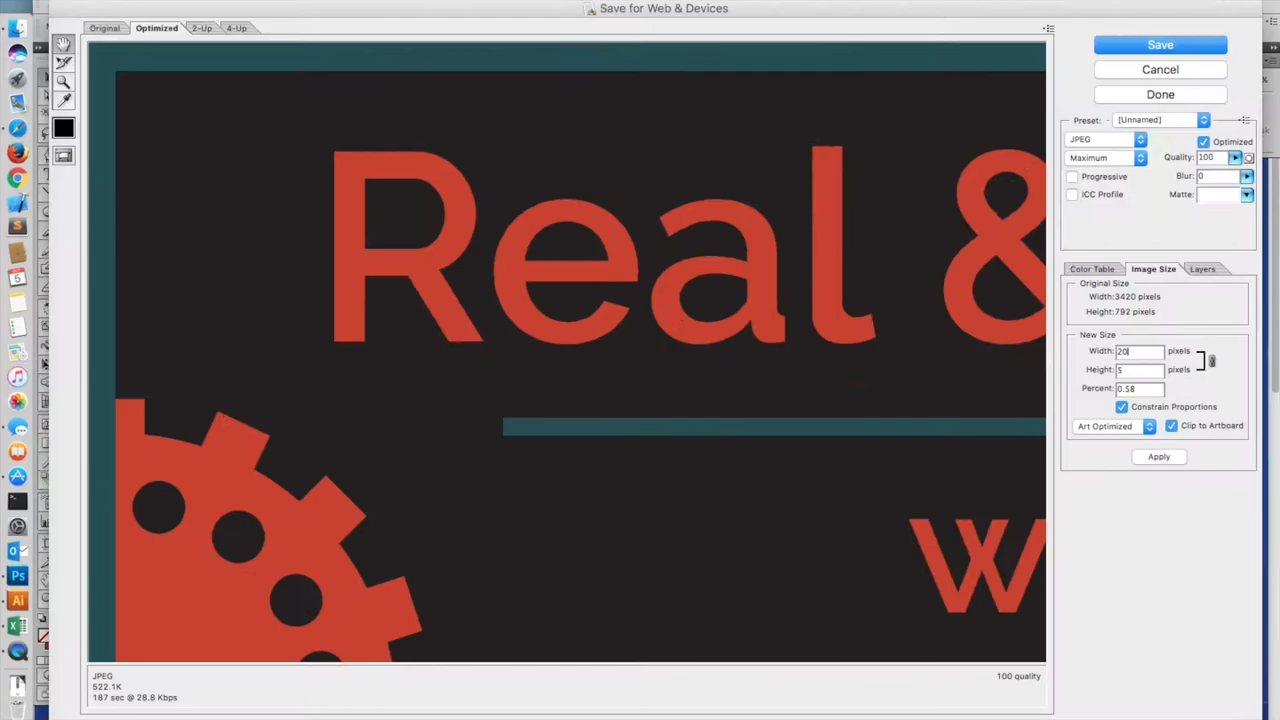 Save for Web & Devices
Original
Optimized
2-Up
4-Up
Save
Cancel
Done
Preset: [Unnamed]
JPEG
Optimized
Maximum
Quality: 100
Progressive
Blur: 0
ICC Profile
Matte:
Color Table
Image Size
Layers
Original Size
Width:3420 pixels
Height:792 pixels
New Size
Width: 20 pixels
Height: 5 pixels
Percent: 0.58
Constrain Proportions
Art Optimized
Clip to Artboard
Apply
Real &
W
JPEG
522.1K
187 sec @ 28.8 Kbps
100 quality
5
Ps
Ai